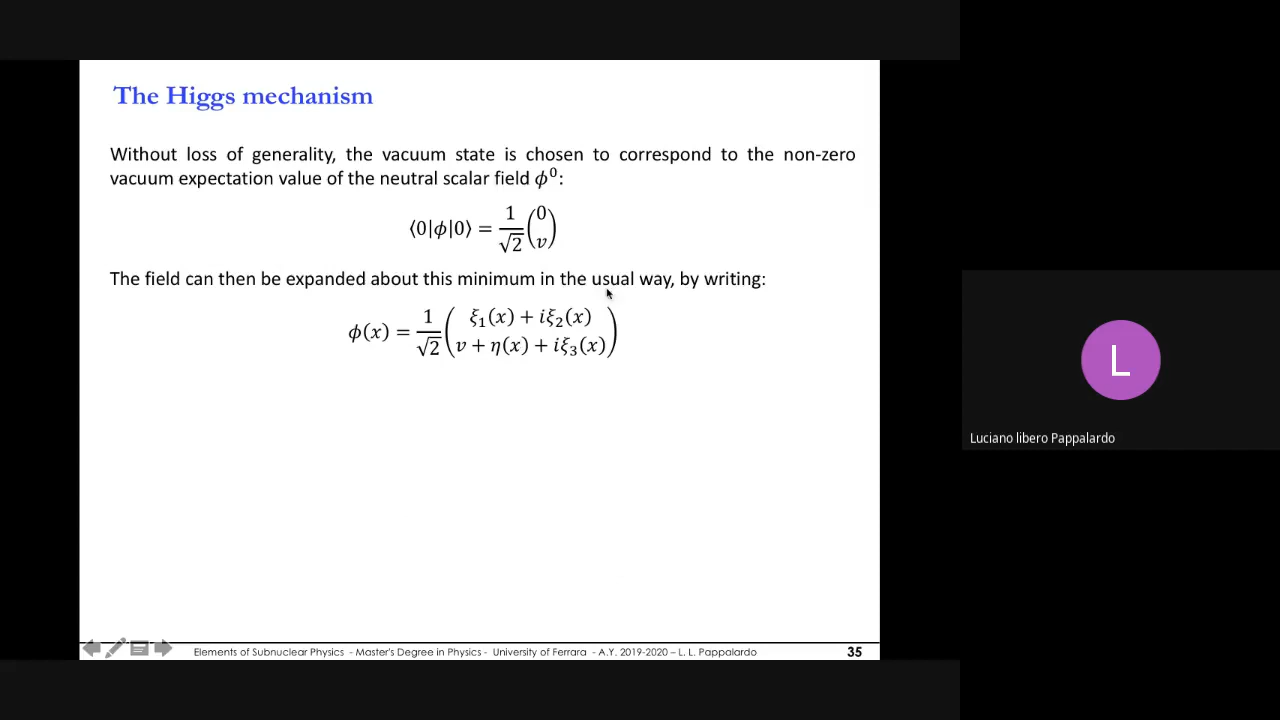 The Higgs mechanism
Without loss of generality, the vacuum state is chosen to correspond to the non-zero
vacuum expectation value of the neutral scalar field ϕ⁰:
⟨0|ϕ|0⟩ = 1/√2 (0 v)
The field can then be expanded about this minimum in the usual way, by writing:
ϕ(x) = 1/√2 (ξ₁(x) + iξ₂(x) v + η(x) + iξ₃(x))
Elements of Subnuclear Physics - Master's Degree in Physics - University of Ferrara - A.Y. 2019-2020 – L. L. Pappalardo 35
L
Luciano libero Pappalardo